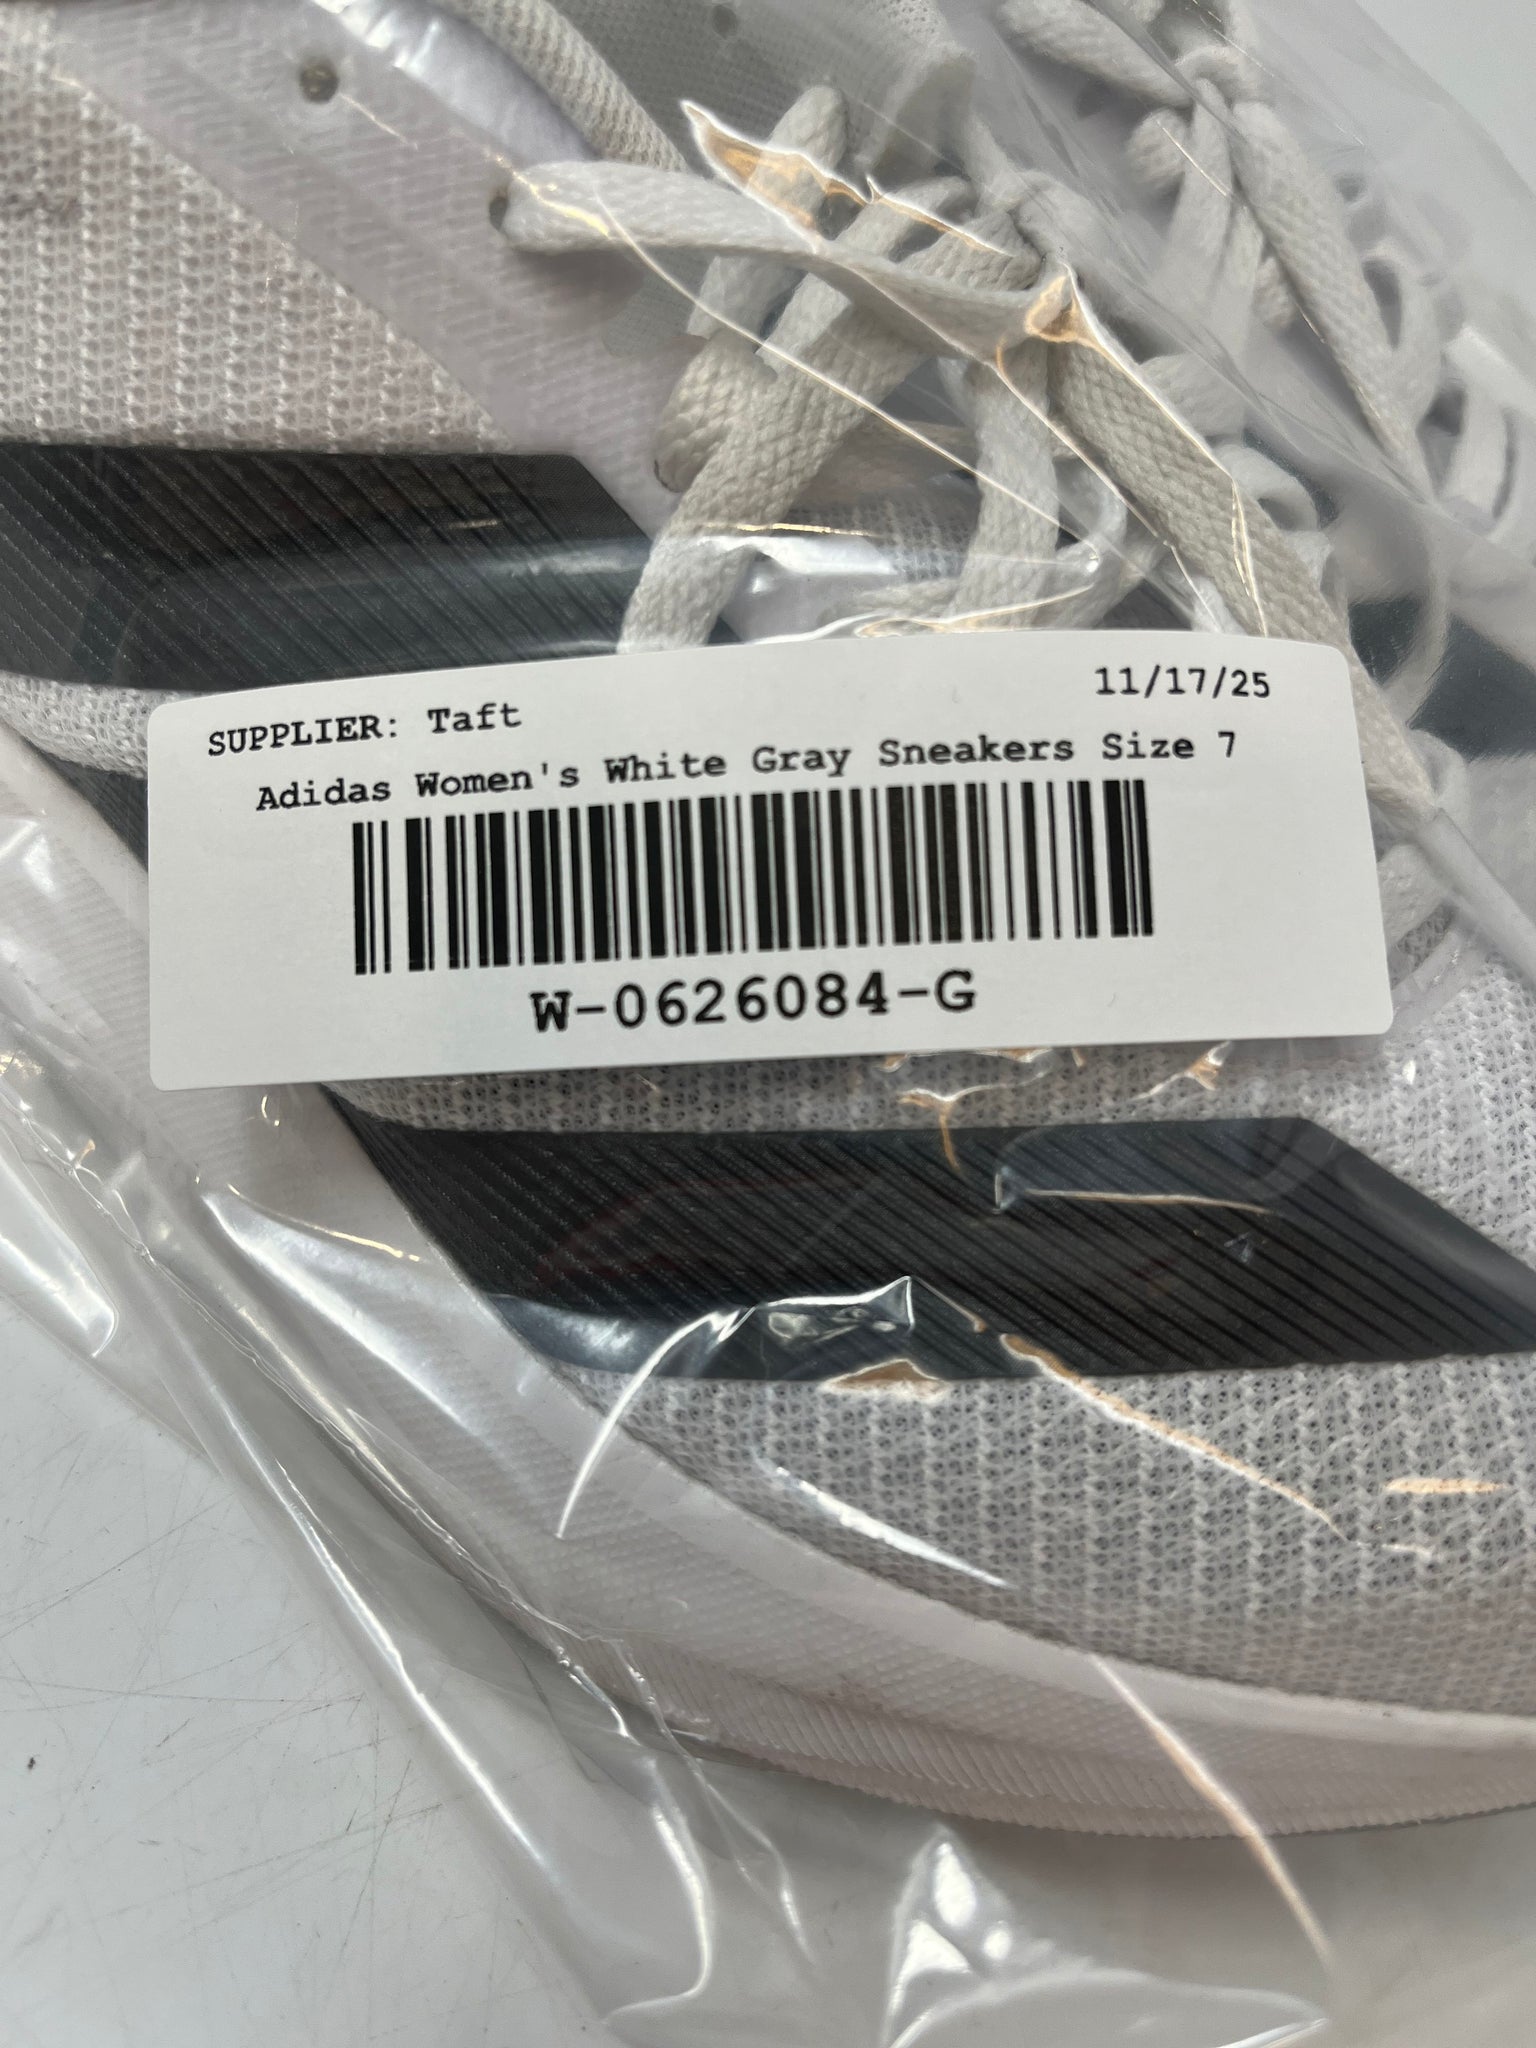 11/17/25
SUPPLIER: Taft
Adidas Women's White Gray Sneakers Size 7
W-0626084-G